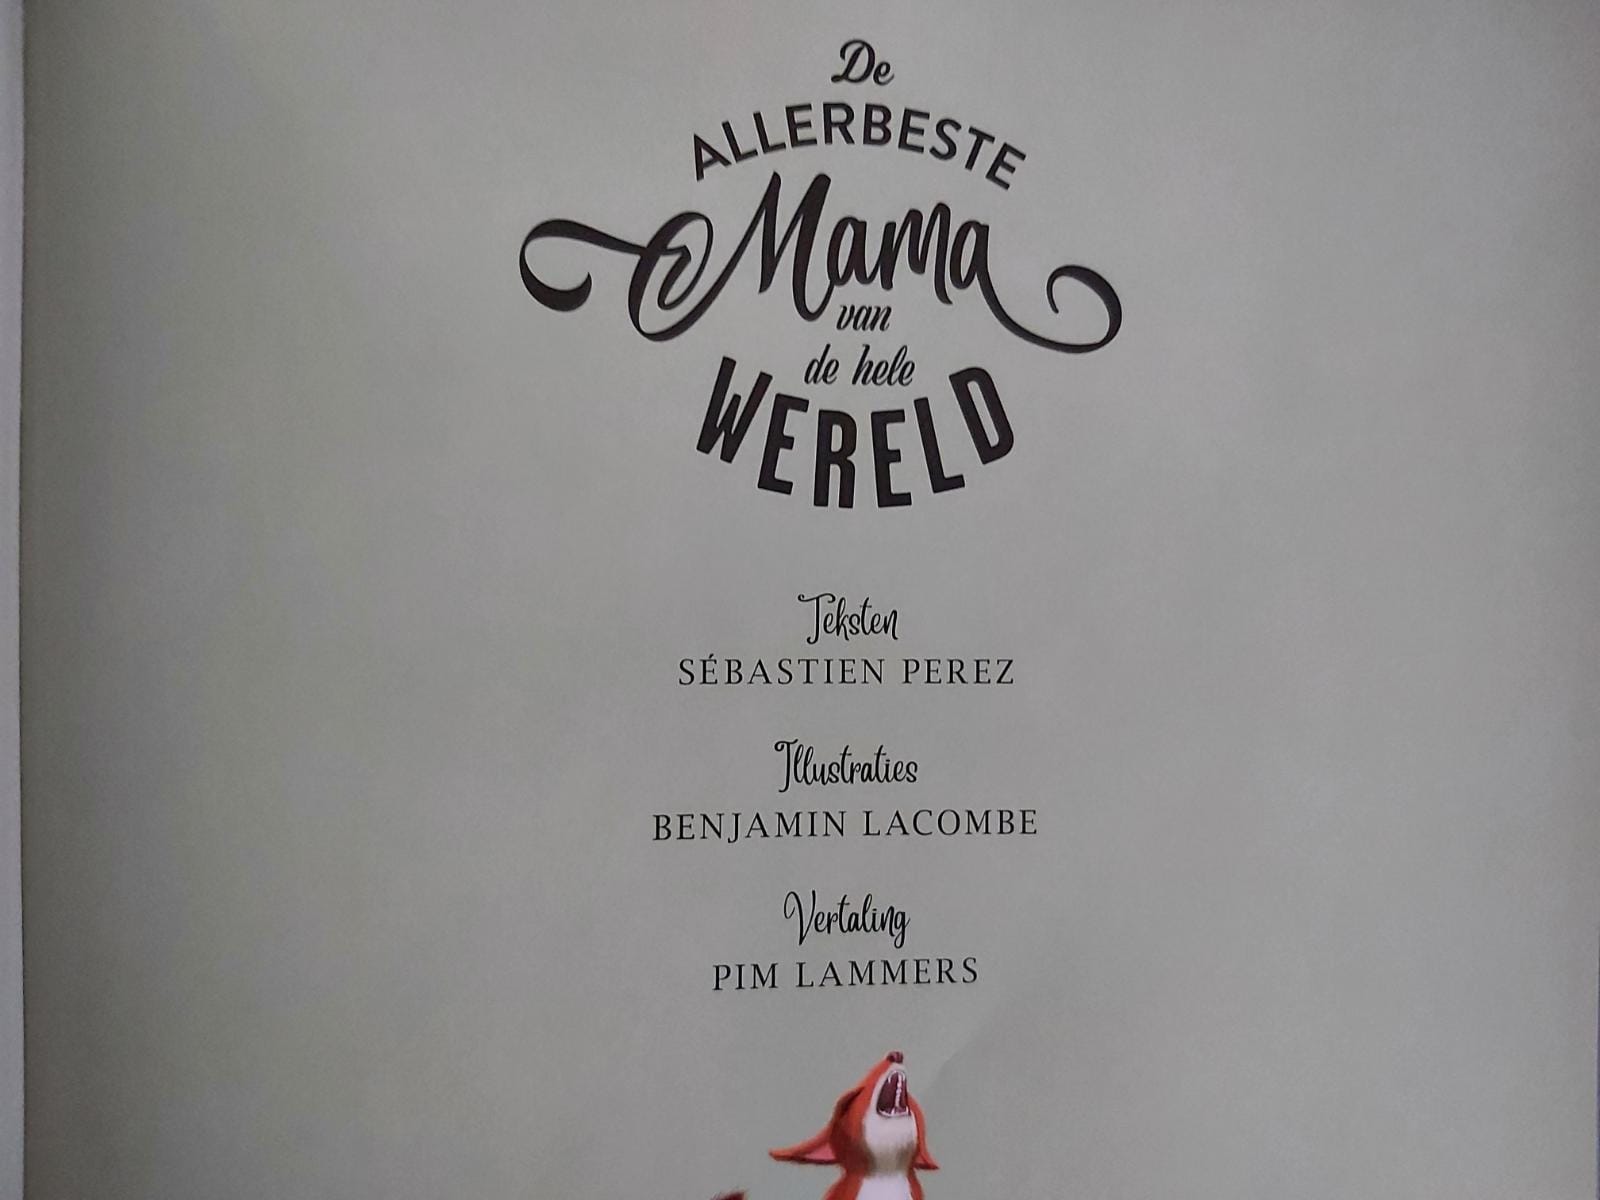 De
ALLERBESTE
Mama
van
de hele
WERELD
Teksten
SÉBASTIEN PEREZ
Illustraties
BENJAMIN LACOMBE
Vertaling
PIM LAMMERS